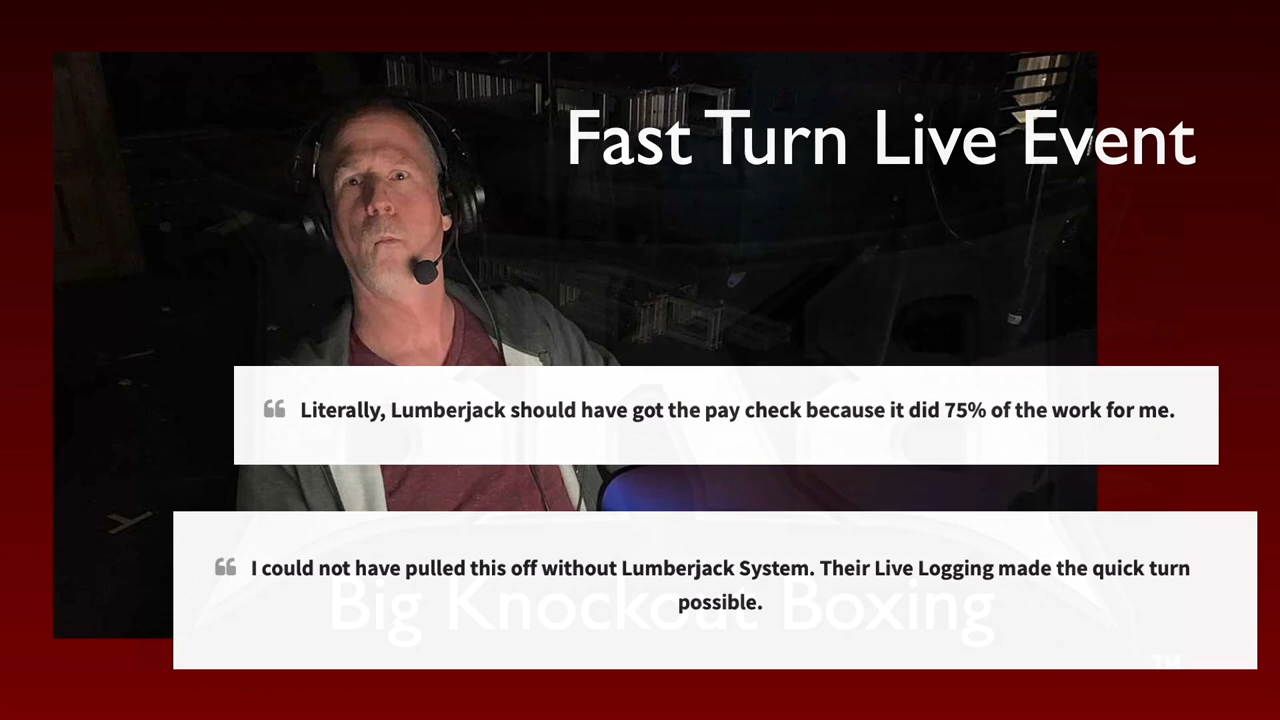 Fast Turn Live Event
“ Literally, Lumberjack should have got the pay check because it did 75% of the work for me.
“ I could not have pulled this off without Lumberjack System. Their Live Logging made the quick turn
possible.
Big Knockout Boxing
TM